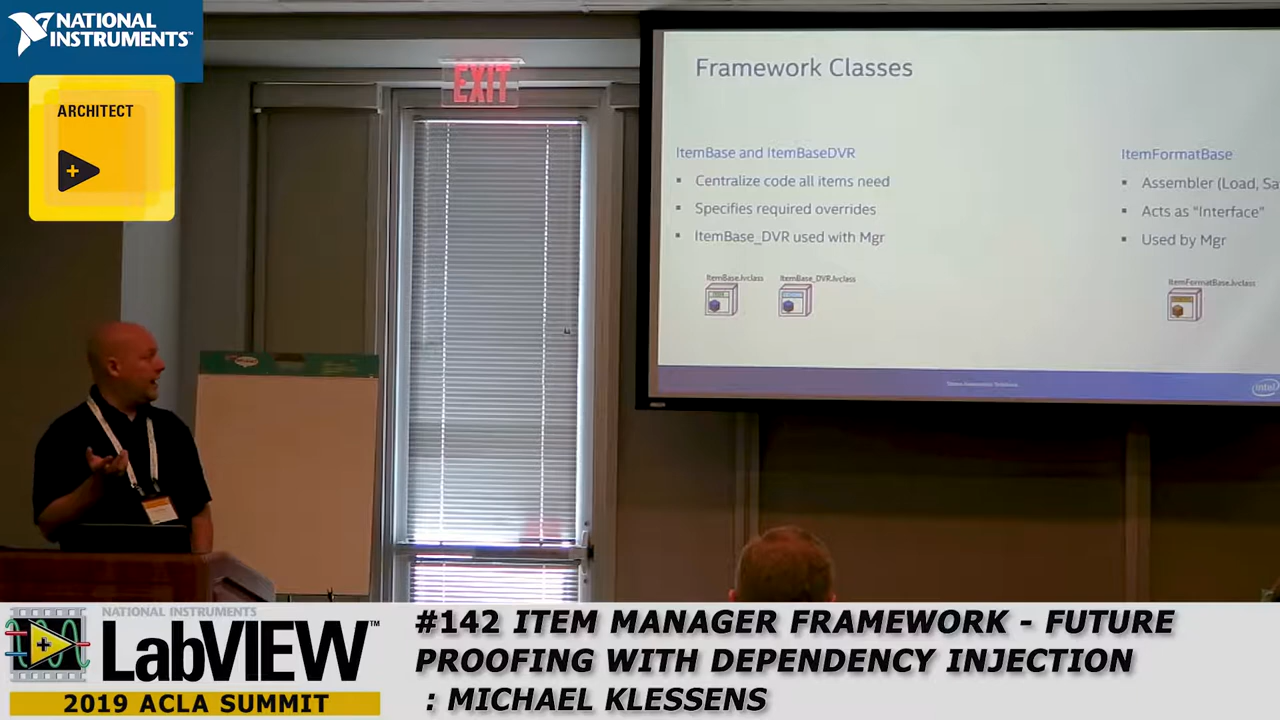 NATIONAL
INSTRUMENTS™
ARCHITECT
EXIT
Framework Classes
ItemBase and ItemBaseDVR
▪ Centralize code all items need
▪ Specifies required overrides
▪ ItemBase_DVR used with Mgr
ItemBase.lvclass
ItemBase_DVR.lvclass
ItemFormatBase
▪ Assembler (Load, Sa
▪ Acts as “Interface”
▪ Used by Mgr
ItemFormatBase.lvclass
intel
NATIONAL INSTRUMENTS
LabVIEW™
2019 ACLA SUMMIT
#142 ITEM MANAGER FRAMEWORK - FUTURE
PROOFING WITH DEPENDENCY INJECTION
: MICHAEL KLESSENS